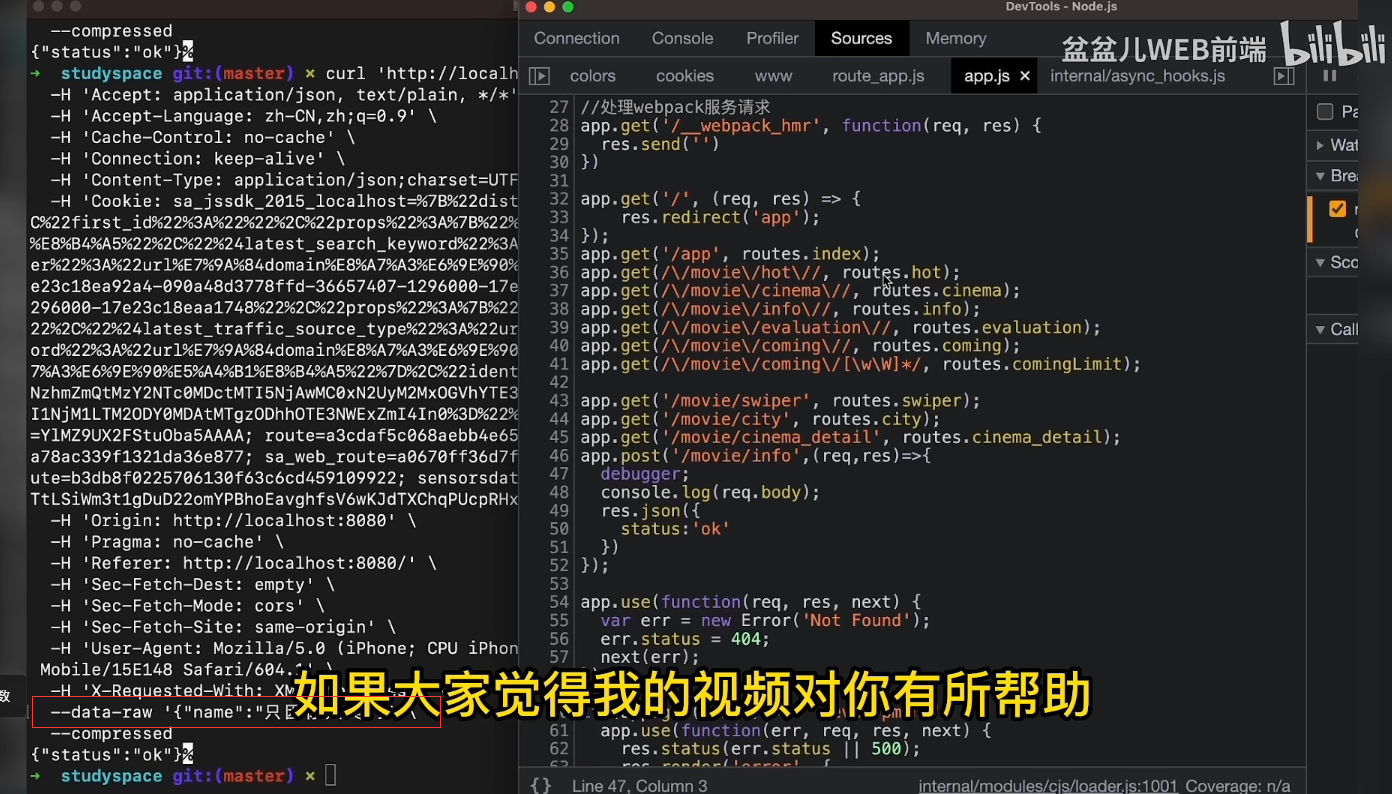 --compressed
{"status":"ok"}%
→ studyspace git:(master) × curl 'http://localh
-H 'Accept: application/json, text/plain, */*'
-H 'Accept-Language: zh-CN,zh;q=0.9' \
-H 'Cache-Control: no-cache' \
-H 'Connection: keep-alive' \
-H 'Content-Type: application/json;charset=UTF
-H 'Cookie: sa_jssdk_2015_localhost=%7B%22dist
C%22first_id%22%3A%22%22%2C%22props%22%3A%7B%22%
%E8%B4%A5%22%2C%22%24latest_search_keyword%22%3A
er%22%3A%22url%E7%9A%84domain%E8%A7%A3%E6%9E%90%
e23c18ea92a4-090a48d3778ffd-36657407-1296000-17e
296000-17e23c18eaa1748%22%2C%22props%22%3A%7B%22
%22%2C%22%24latest_traffic_source_type%22%3A%22ur
ord%22%3A%22url%E7%9A%84domain%E8%A7%A3%E6%9E%90
7%A3%E6%9E%90%E5%A4%B1%E8%B4%A5%22%7D%2C%22ident
NzhmZmQtMzY2NTc0MDctMTI5NjAwMC0xN2UyM2MxOGVhYTE3
I1NjM1LTM2ODY0MDAtMTgzODhhOTE3NWExZmI4In0%3D%22%
=YlMZ9UX2FStuOba5AAAA; route=a3cdaf5c068aebb4e65
a78ac339f1321da36e877; sa_web_route=a0670ff36d7f
ute=b3db8f0225706130f63c6cd459109922; sensorsdat
TtLSiWm3t1gDuD22omYPBhoEavghfsV6wKJdTXChqPUcpRHx
-H 'Origin: http://localhost:8080' \
-H 'Pragma: no-cache' \
-H 'Referer: http://localhost:8080/' \
-H 'Sec-Fetch-Dest: empty' \
-H 'Sec-Fetch-Mode: cors' \
-H 'Sec-Fetch-Site: same-origin' \
-H 'User-Agent: Mozilla/5.0 (iPhone; CPU iPhon
Mobile/15E148 Safari/604.1' \
数
-H 'X-Requested-With:
--data-raw '{"name":"只
--compressed
{"status":"ok"}%
→ studyspace git:(master) ×
DevTools - Node.js
Connection Console Profiler Sources Memory
盆盆儿WEB前端 bilibili
colors cookies www route_app.js app.js × internal/async_hooks.js
27 //处理webpack服务请求
28 app.get('/__webpack_hmr', function(req, res) {
29 res.send('')
30 })
31
32 app.get('/', (req, res) => {
33 res.redirect('app');
34 });
35 app.get('/app', routes.index);
36 app.get(/\/movie\/hot\//, routes.hot);
37 app.get(/\/movie\/cinema\//, routes.cinema);
38 app.get(/\/movie\/info\//, routes.info);
39 app.get(/\/movie\/evaluation\//, routes.evaluation);
40 app.get(/\/movie\/coming\//, routes.coming);
41 app.get(/\/movie\/coming\/[\w\W]*/, routes.comingLimit);
42
43 app.get('/movie/swiper', routes.swiper);
44 app.get('/movie/city', routes.city);
45 app.get('/movie/cinema_detail', routes.cinema_detail);
46 app.post('/movie/info',(req,res)=>{
47 debugger;
48 console.log(req.body);
49 res.json({
50 status:'ok'
51 })
52 });
53
54 app.use(function(req, res, next) {
55 var err = new Error('Not Found');
56 err.status = 404;
57 next(err);
如果大家觉得我的视频对你有所帮助
61 app.use(function(err, req, res, next) {
62 res.status(err.status || 500);
63 res.render('error', {
{} Line 47, Column 3
internal/modules/cjs/loader.js:1001 Coverage: n/a
Pa
Wat
Bre
Sco
Call